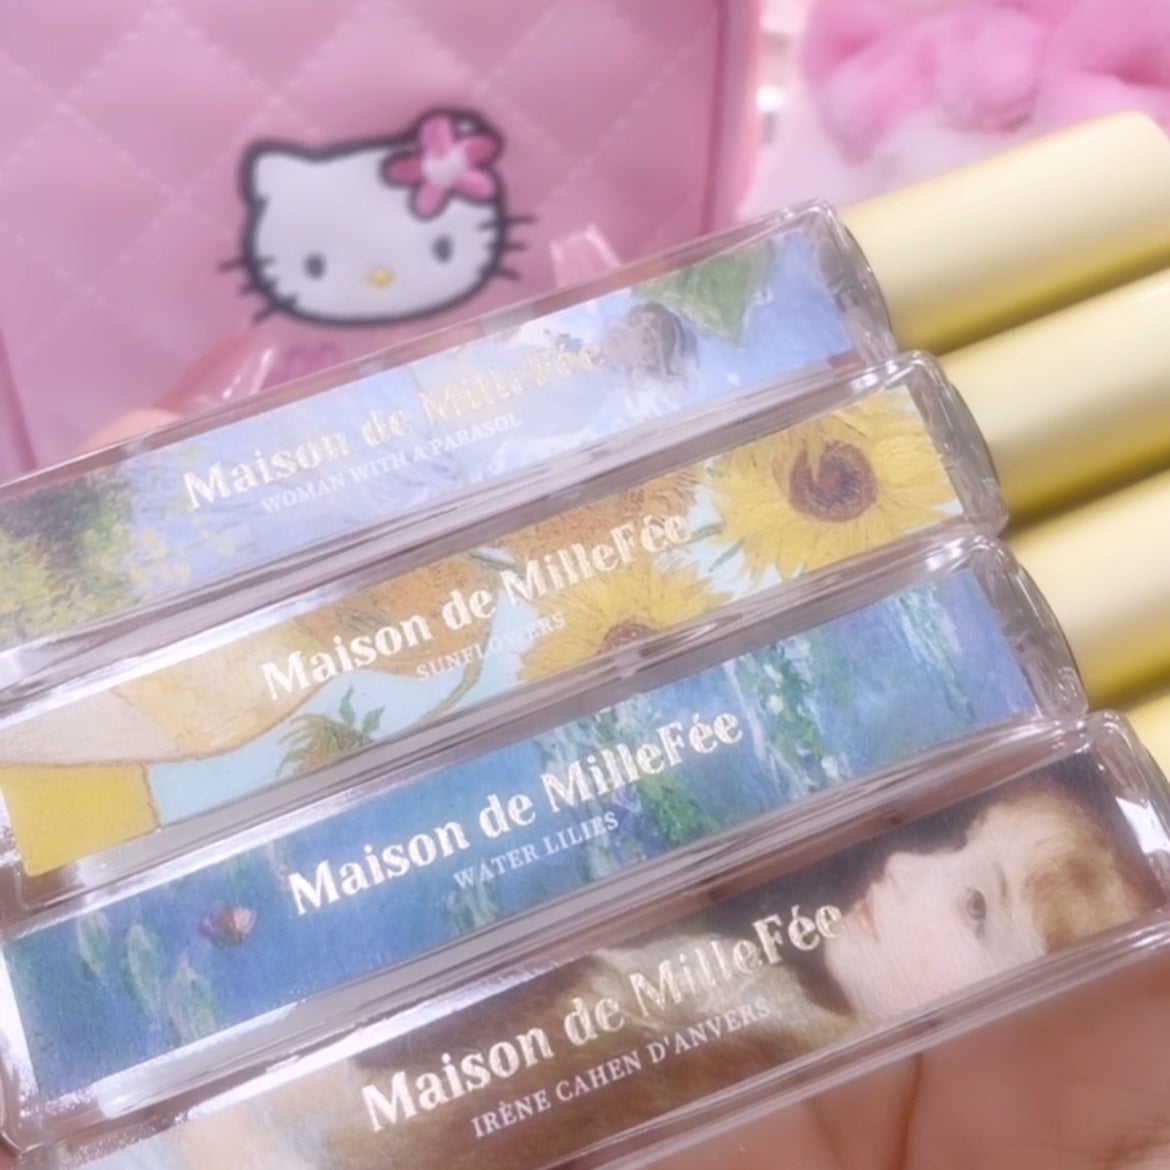 Maison de MilleFée
WOMAN WITH A PARASOL
Maison de MilleFée
SUNFLOWERS
Maison de MilleFée
WATER LILIES
Maison de MilleFée
IRÈNE CAHEN D'ANVERS